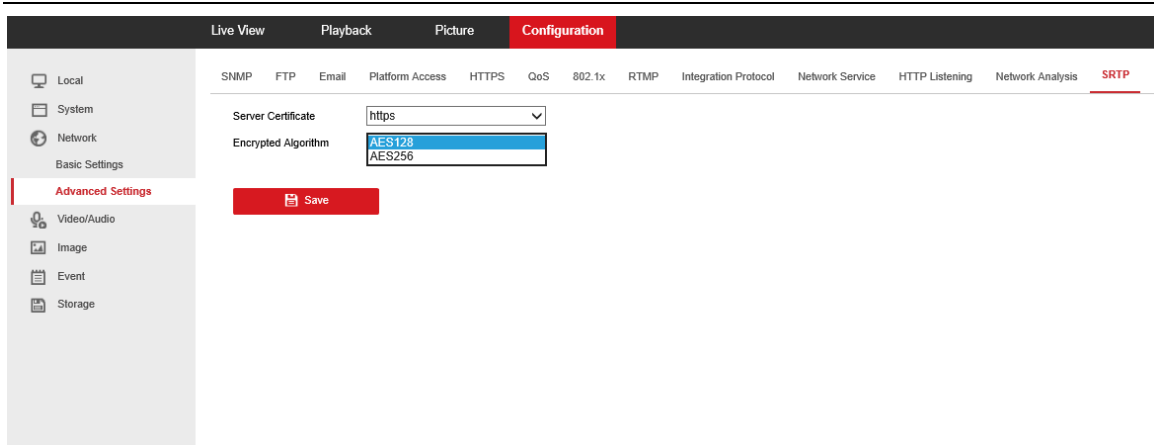 Live View Playback Picture Configuration
SNMP FTP Email Platform Access HTTPS QoS 802.1x RTMP Integration Protocol Network Service HTTP Listening Network Analysis SRTP
Local
System
Network
Basic Settings
Advanced Settings
Video/Audio
Image
Event
Storage
Server Certificate https
Encrypted Algorithm AES128
AES256
Save